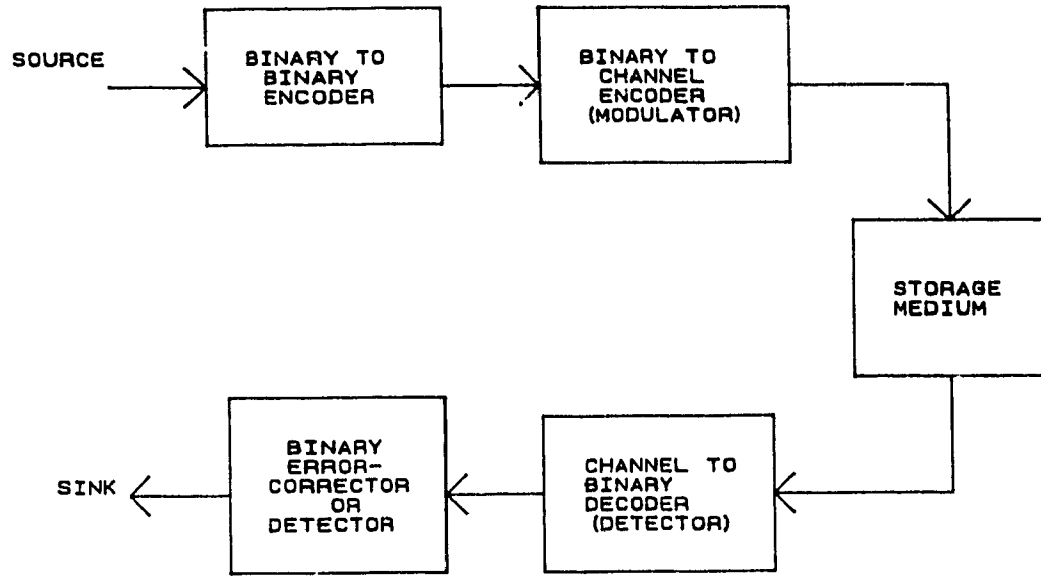 SOURCE
BINARY TO
BINARY
ENCODER
BINARY TO
CHANNEL
ENCODER
(MODULATOR)
STORAGE
MEDIUM
CHANNEL TO
BINARY
DECODER
(DETECTOR)
BINARY
ERROR-
CORRECTOR
OR
DETECTOR
SINK